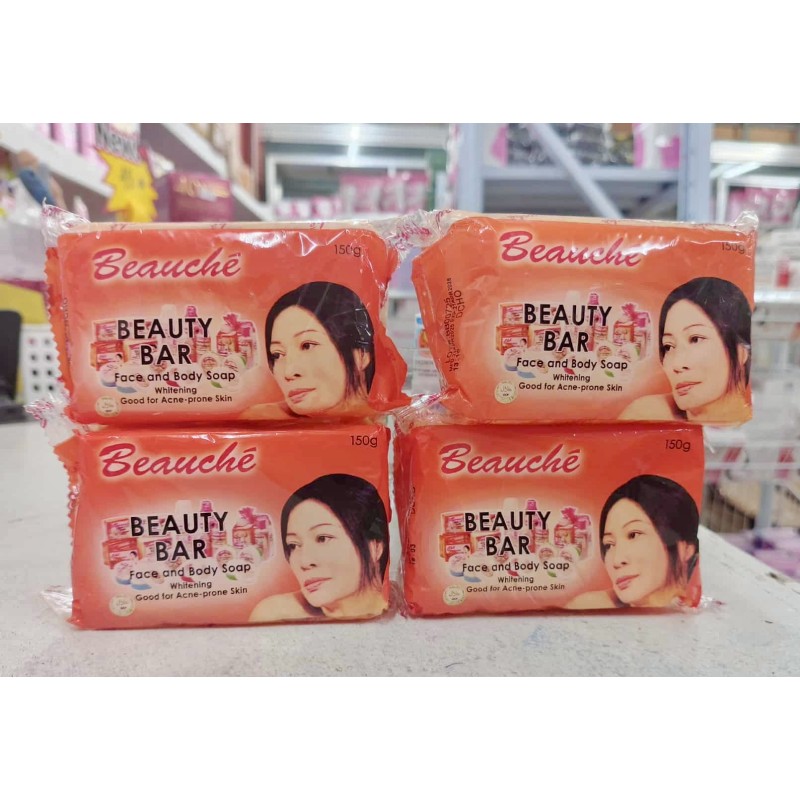 New!
Beauché
150g
BEAUTY
BAR
Face and Body Soap
Whitening
Good for Acne-prone Skin
Beauché
150g
BEAUTY
BAR
Face and Body Soap
Whitening
Good for Acne-prone Skin
Beauché
150g
BEAUTY
BAR
Face and Body Soap
Whitening
Good for Acne-prone Skin
Beauché
150g
BEAUTY
BAR
Face and Body Soap
Whitening
Good for Acne-prone Skin